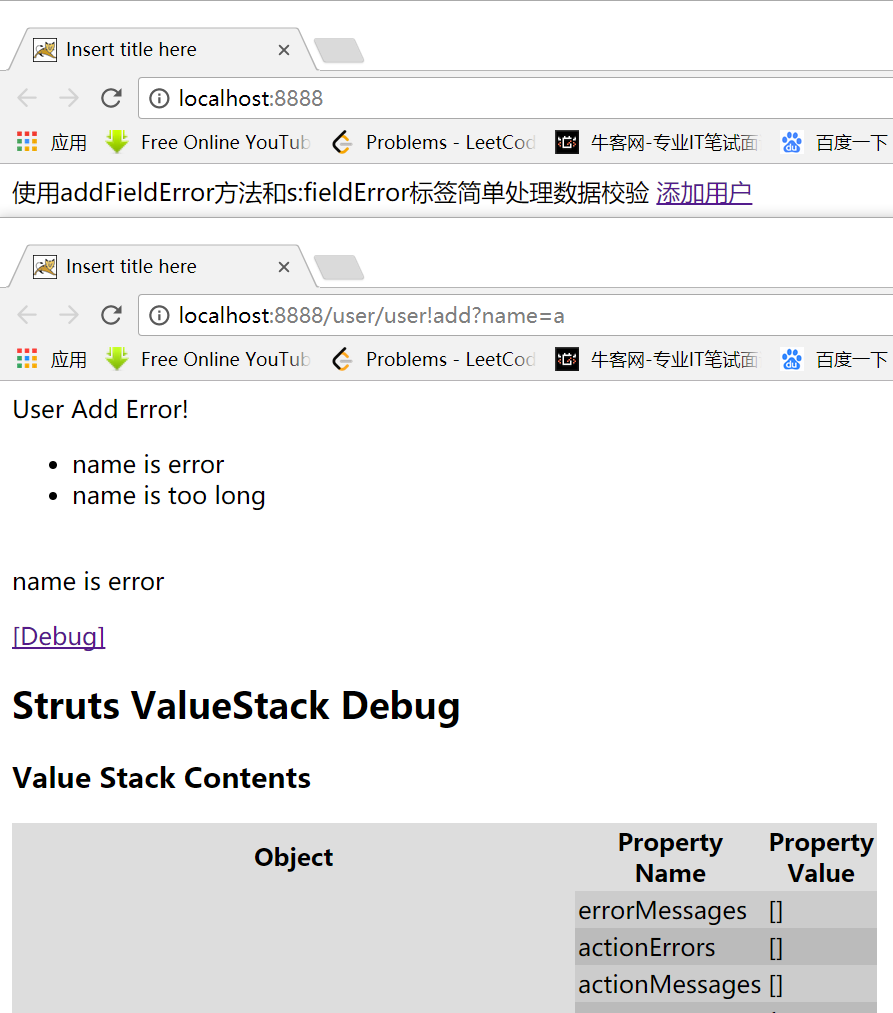 Insert title here
localhost:8888
应用 Free Online YouTub Problems - LeetCod 牛客网-专业IT笔试面 百度一下
使用addFieldError方法和s:fieldError标签简单处理数据校验 添加用户
Insert title here
localhost:8888/user/user!add?name=a
应用 Free Online YouTub Problems - LeetCod 牛客网-专业IT笔试面 百度一下
User Add Error!
• name is error
• name is too long
name is error
[Debug]
Struts ValueStack Debug
Value Stack Contents
Object Property Name Property Value
errorMessages []
actionErrors []
actionMessages []